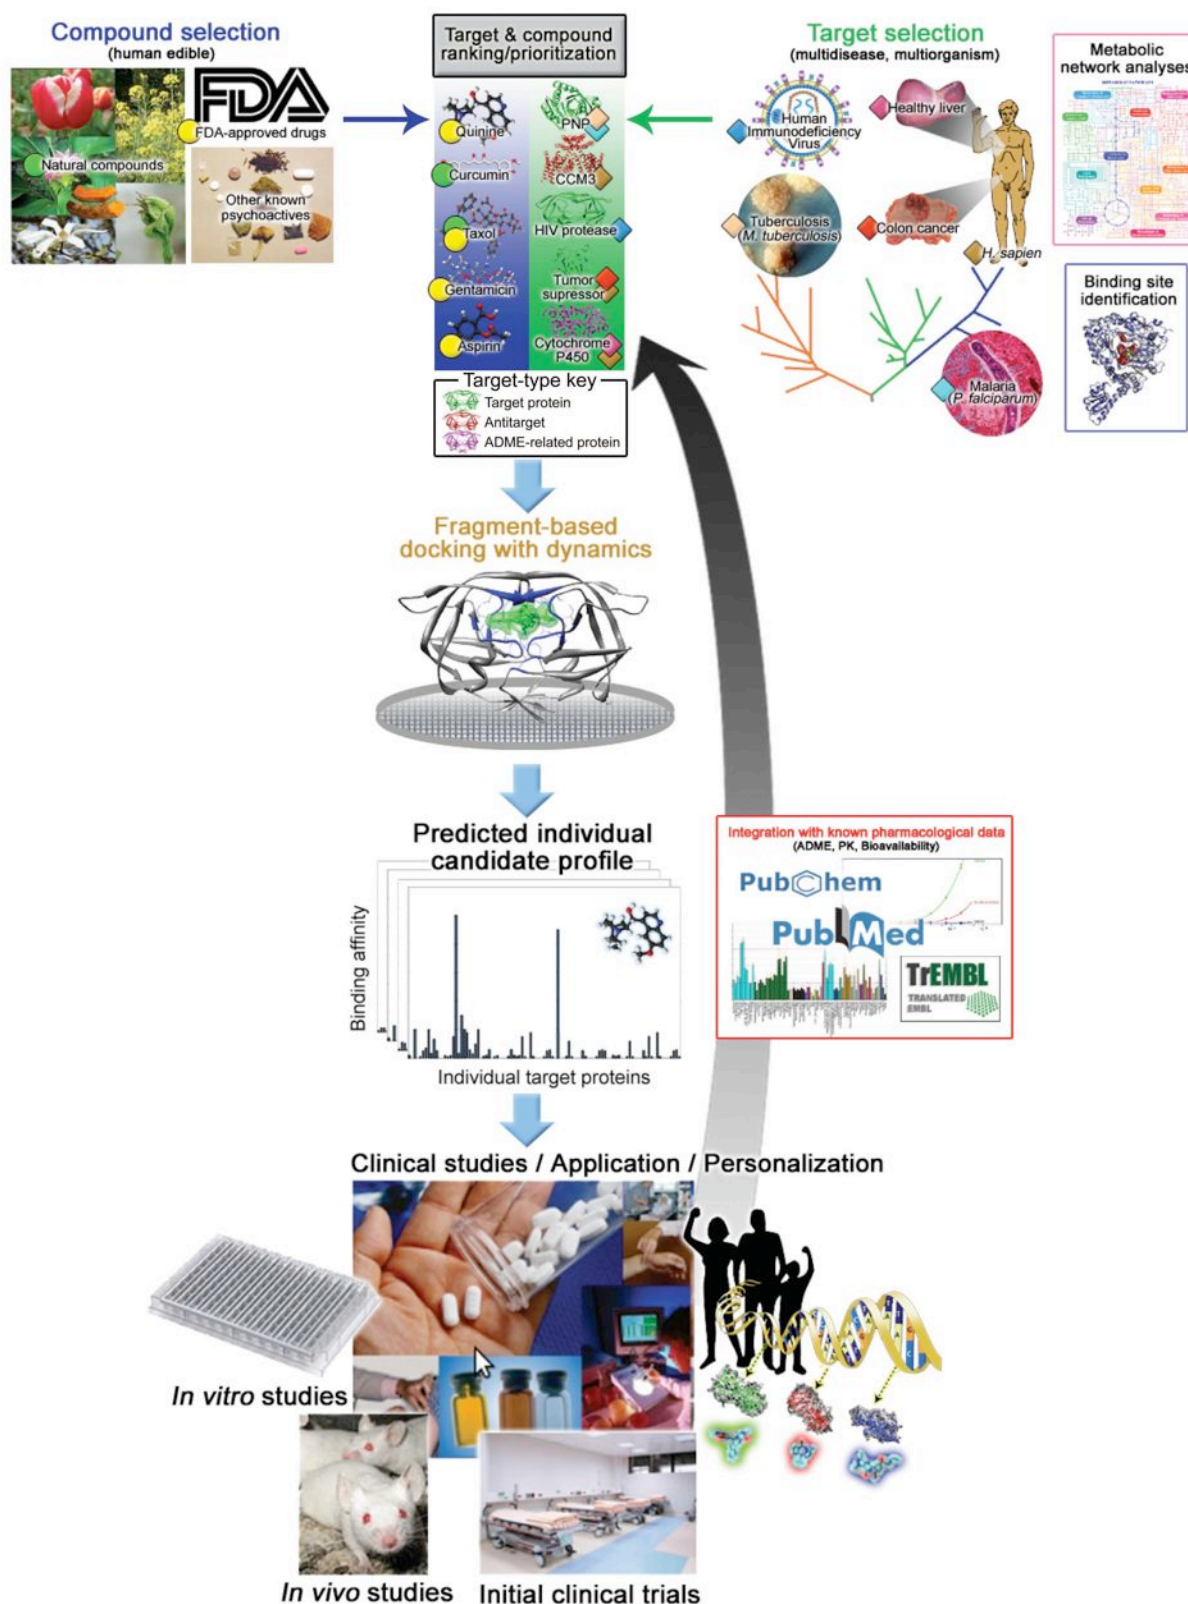 Compound selection
(human edible)
FDA
FDA-approved drugs
Natural compounds
Other known
psychoactives
Target & compound
ranking/prioritization
Quinine
Curcumin
Taxol
Gentamicin
Aspirin
PNP
CCM3
HIV protease
Tumor
supressor
Cytochrome
P450
Target-type key
Target protein
Antitarget
ADME-related protein
Target selection
(multidisease, multiorganism)
Human
Immunodeficiency
Virus
Healthy liver
Tuberculosis
(M. tuberculosis)
Colon cancer
H. sapien
Malaria
(P. falciparum)
Metabolic
network analyses
Binding site
identification
Fragment-based
docking with dynamics
Predicted individual
candidate profile
Binding affinity
Individual target proteins
Integration with known pharmacological data
(ADME, PK, Bioavailability)
PubChem
PubMed
TrEMBL
TRANSLATED
EMBL
Clinical studies / Application / Personalization
In vitro studies
In vivo studies
Initial clinical trials